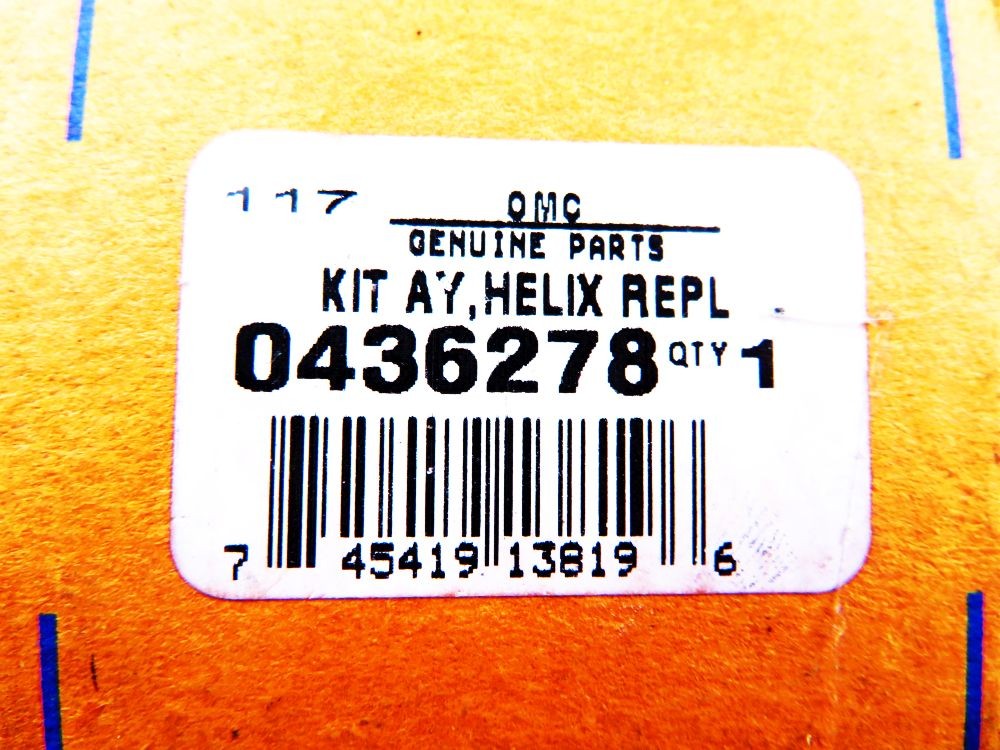 117 OMC
GENUINE PARTS
KIT AY, HELIX REPL
0436278 QTY 1
7 45419 13819 6